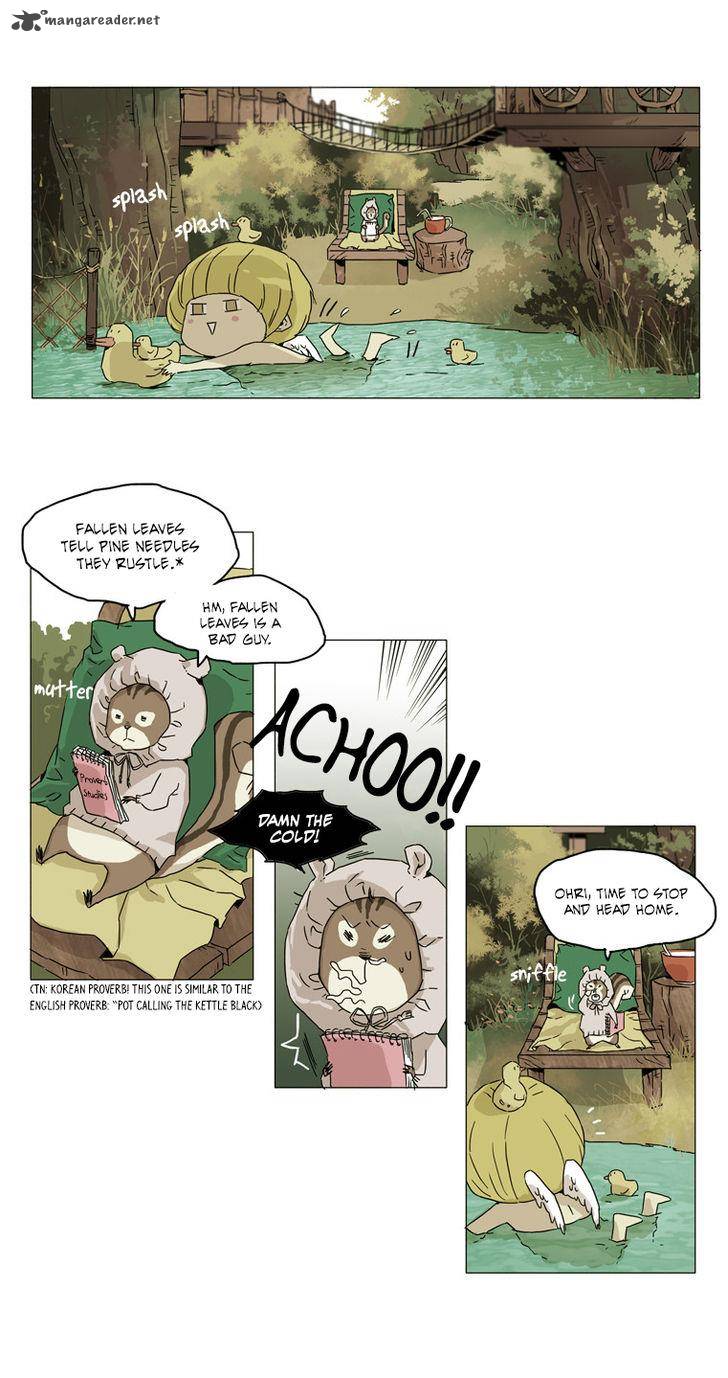 mangareader.net
splash
splash
FALLEN LEAVES
TELL PINE NEEDLES
THEY RUSTLE.*
HM, FALLEN
LEAVES IS A
BAD GUY.
mutter
Proverb
Studies
(TN: KOREAN PROVERB! THIS ONE IS SIMILAR TO THE
ENGLISH PROVERB: "POT CALLING THE KETTLE BLACK)
ACHOO!!
DAMN THE
COLD!
OHRI, TIME TO STOP
AND HEAD HOME.
sniffle